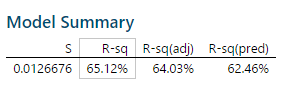 Model Summary
S R-sq R-sq(adj) R-sq(pred)
0.0126676 65.12% 64.03% 62.46%